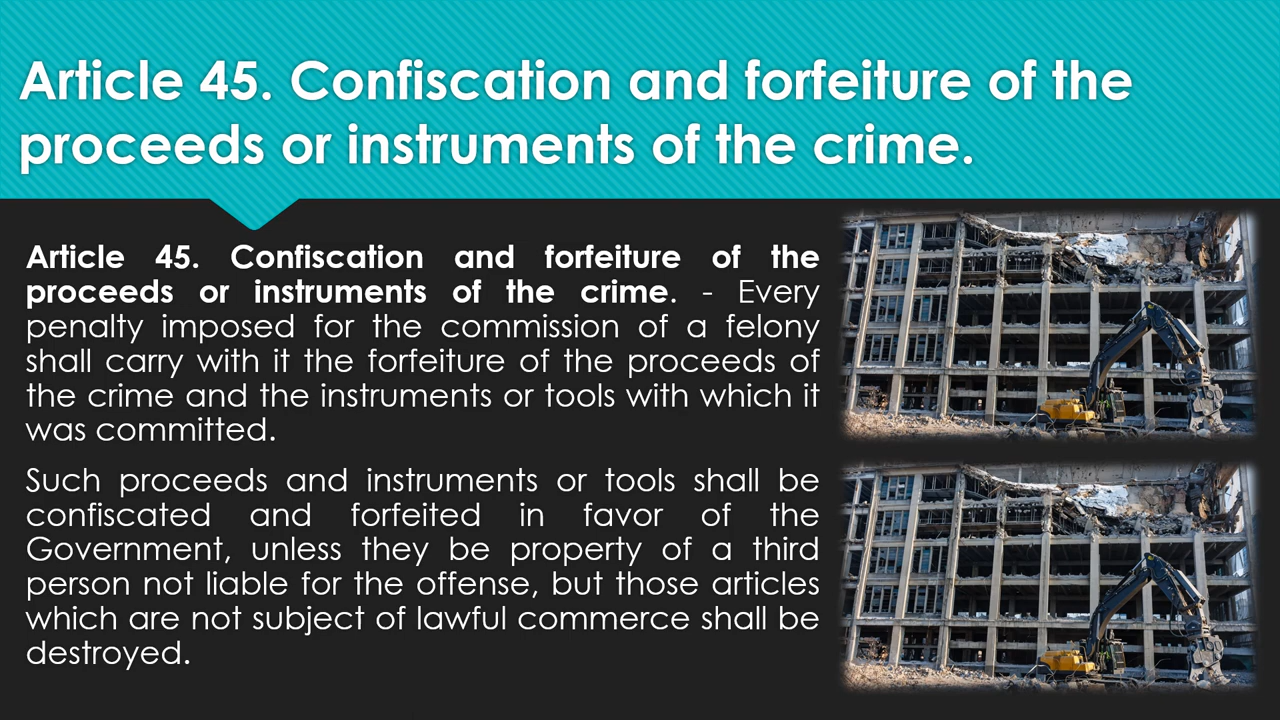 Article 45. Confiscation and forfeiture of the
proceeds or instruments of the crime.
Article 45. Confiscation and forfeiture of the
proceeds or instruments of the crime. - Every
penalty imposed for the commission of a felony
shall carry with it the forfeiture of the proceeds of
the crime and the instruments or tools with which it
was committed.
Such proceeds and instruments or tools shall be
confiscated and forfeited in favor of the
Government, unless they be property of a third
person not liable for the offense, but those articles
which are not subject of lawful commerce shall be
destroyed.